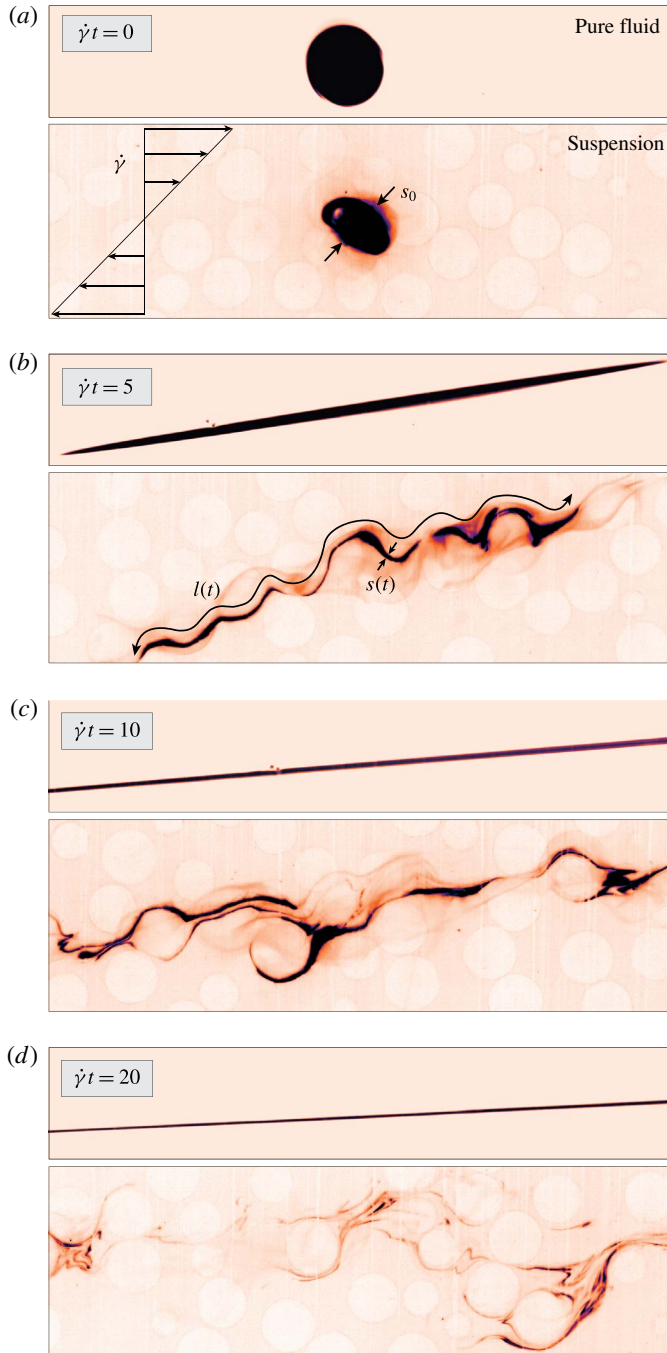 (a)
γ̇t = 0
Pure fluid
γ̇
Suspension
s₀
(b)
γ̇t = 5
l(t)
s(t)
(c)
γ̇t = 10
(d)
γ̇t = 20